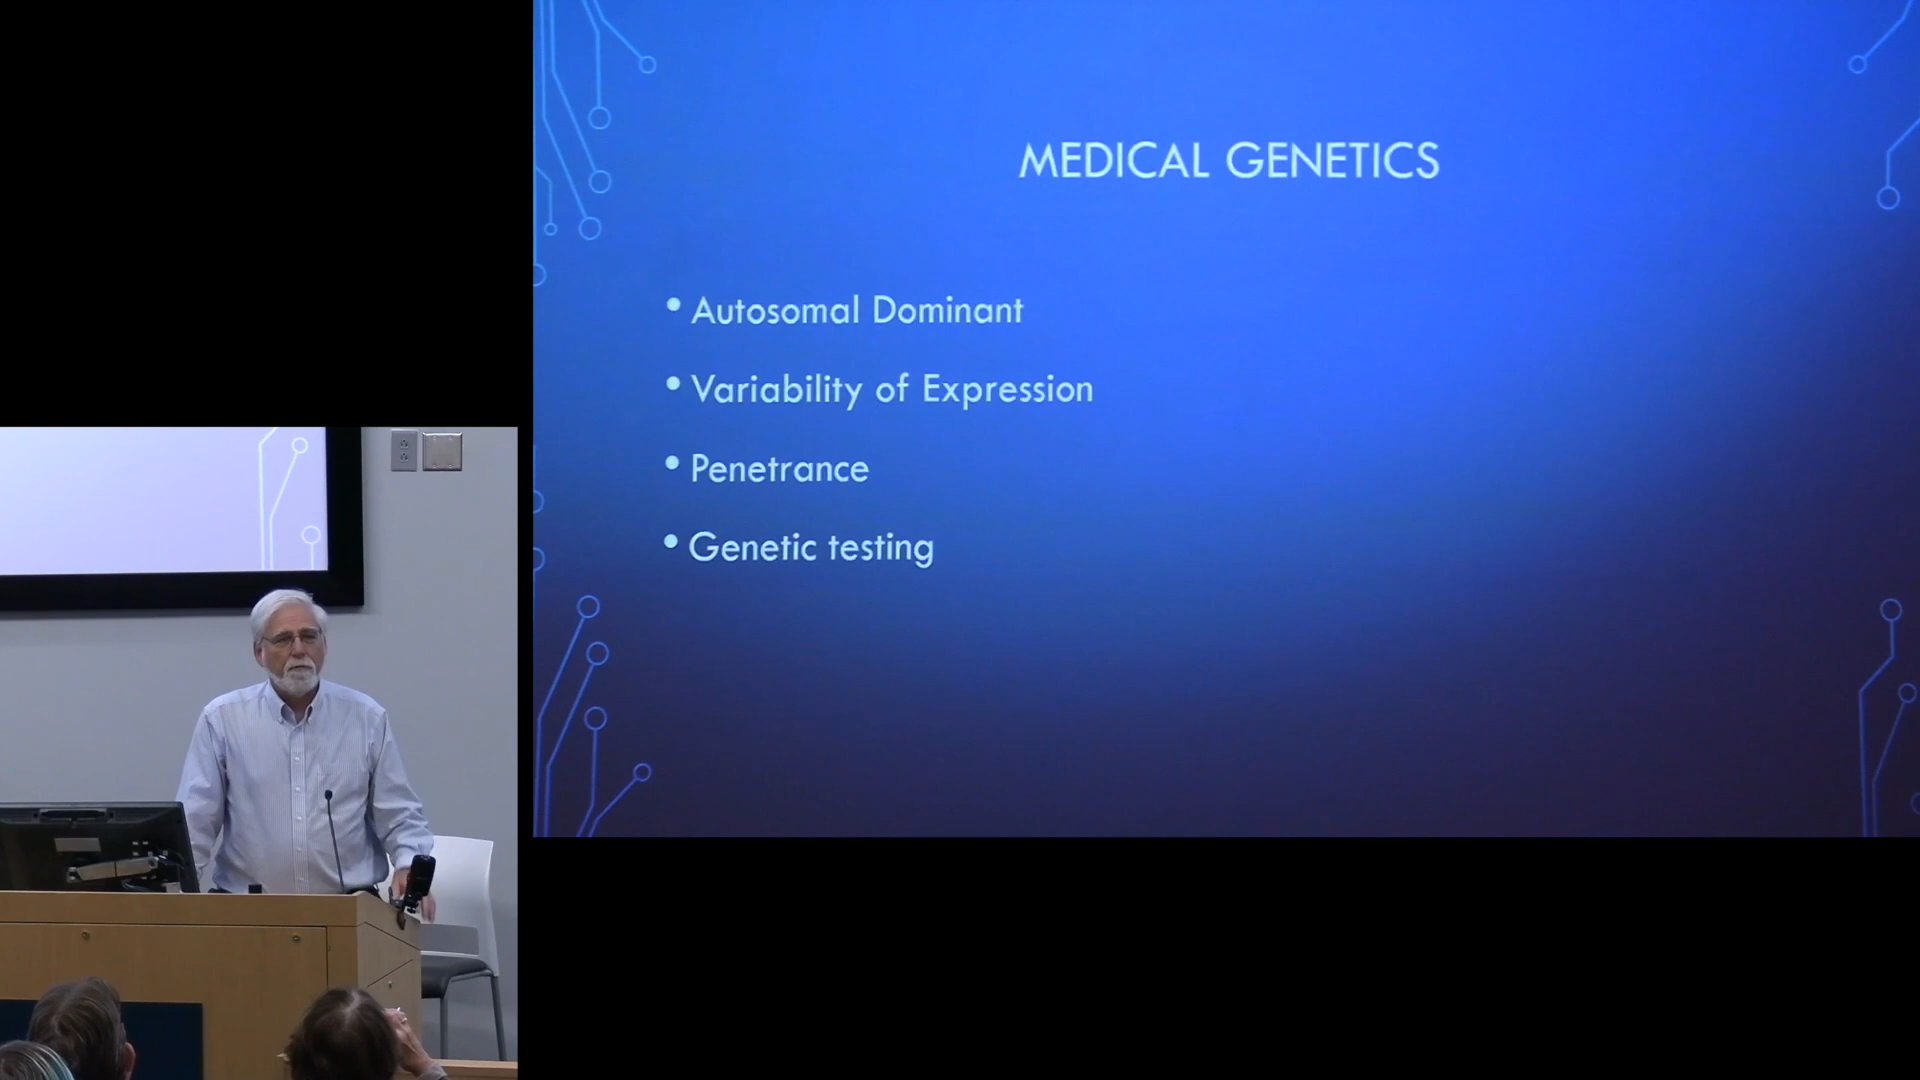 MEDICAL GENETICS
• Autosomal Dominant
• Variability of Expression
• Penetrance
• Genetic testing